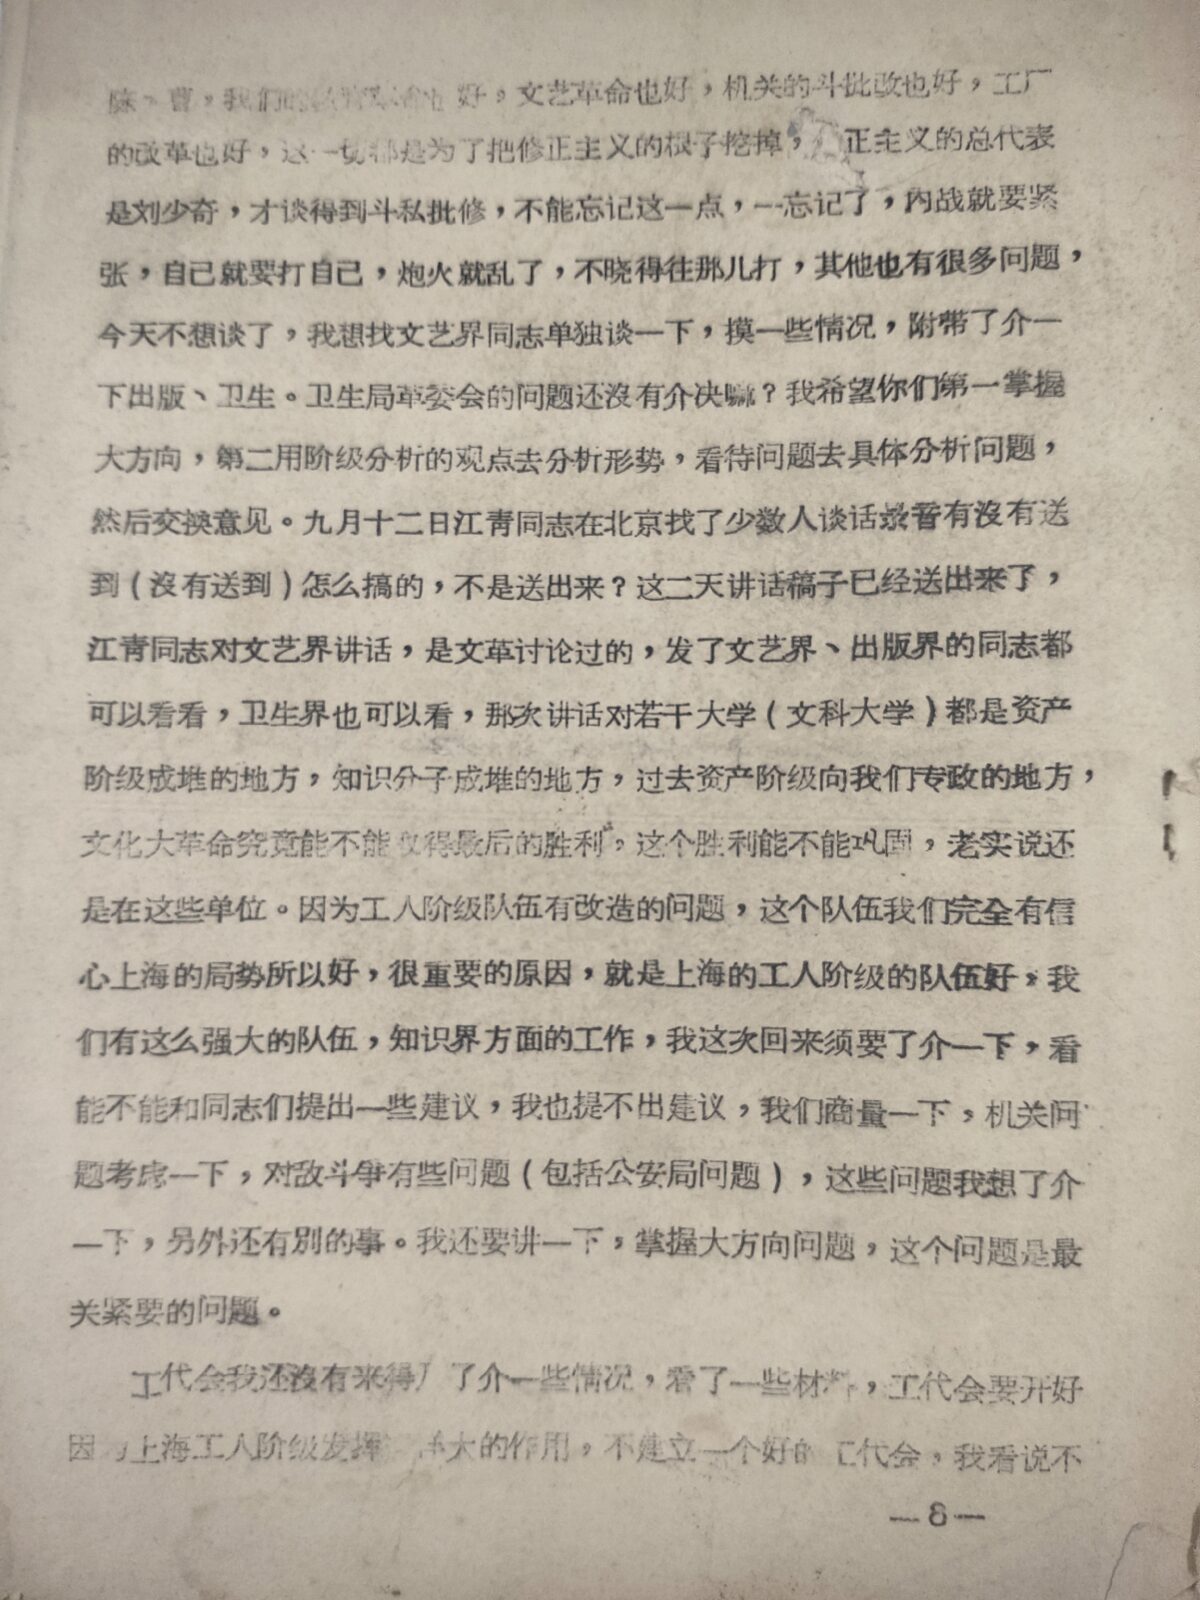 陈、曹，我们的好，文艺革命也好，机关的斗批改也好，工厂
的改革也好，这一切都是为了把修正主义的根子挖掉，正主义的总代表
是刘少奇，才谈得到斗私批修，不能忘记这一点，一忘记了，内战就要紧
张，自己就要打自己，炮火就乱了，不晓得往那儿打，其他也有很多问题，
今天不想谈了，我想找文艺界同志单独谈一下，摸一些情况，附带了介一
下出版、卫生。卫生局革委会的问题还沒有介决嘛？我希望你们第一掌握
大方向，第二用阶级分析的观点去分析形势，看待问题去具体分析问题，
然后交换意见。九月十二日江青同志在北京找了少数人谈话录音有沒有送
到(沒有送到)怎么搞的，不是送出来？这二天讲话稿子已经送出来了，
江青同志对文艺界讲话，是文革讨论过的，发了文艺界、出版界的同志都
可以看看，卫生界也可以看，那次讲话对若干大学(文科大学)都是资产
阶级成堆的地方，知识分子成堆的地方，过去资产阶级向我们专政的地方，
文化大革命究竟能不能取得最后的胜利，这个胜利能不能巩固，老实说还
是在这些单位。因为工人阶级队伍有改造的问题，这个队伍我们完全有信
心上海的局势所以好，很重要的原因，就是上海的工人阶级的队伍好，我
们有这么强大的队伍，知识界方面的工作，我这次回来须要了介一下，看
能不能和同志们提出一些建议，我也提不出建议，我们商量一下，机关问
题考虑一下，对敌斗争有些问题(包括公安局问题)，这些问题我想了介
一下，另外还有别的事。我还要讲一下，掌握大方向问题，这个问题是最
关紧要的问题。
工代会我还沒有来得及了介一些情况，看了一些材料，工代会要开好
因为上海工人阶级发挥大的作用，不建立一个好的工代会，我看说不
—8—